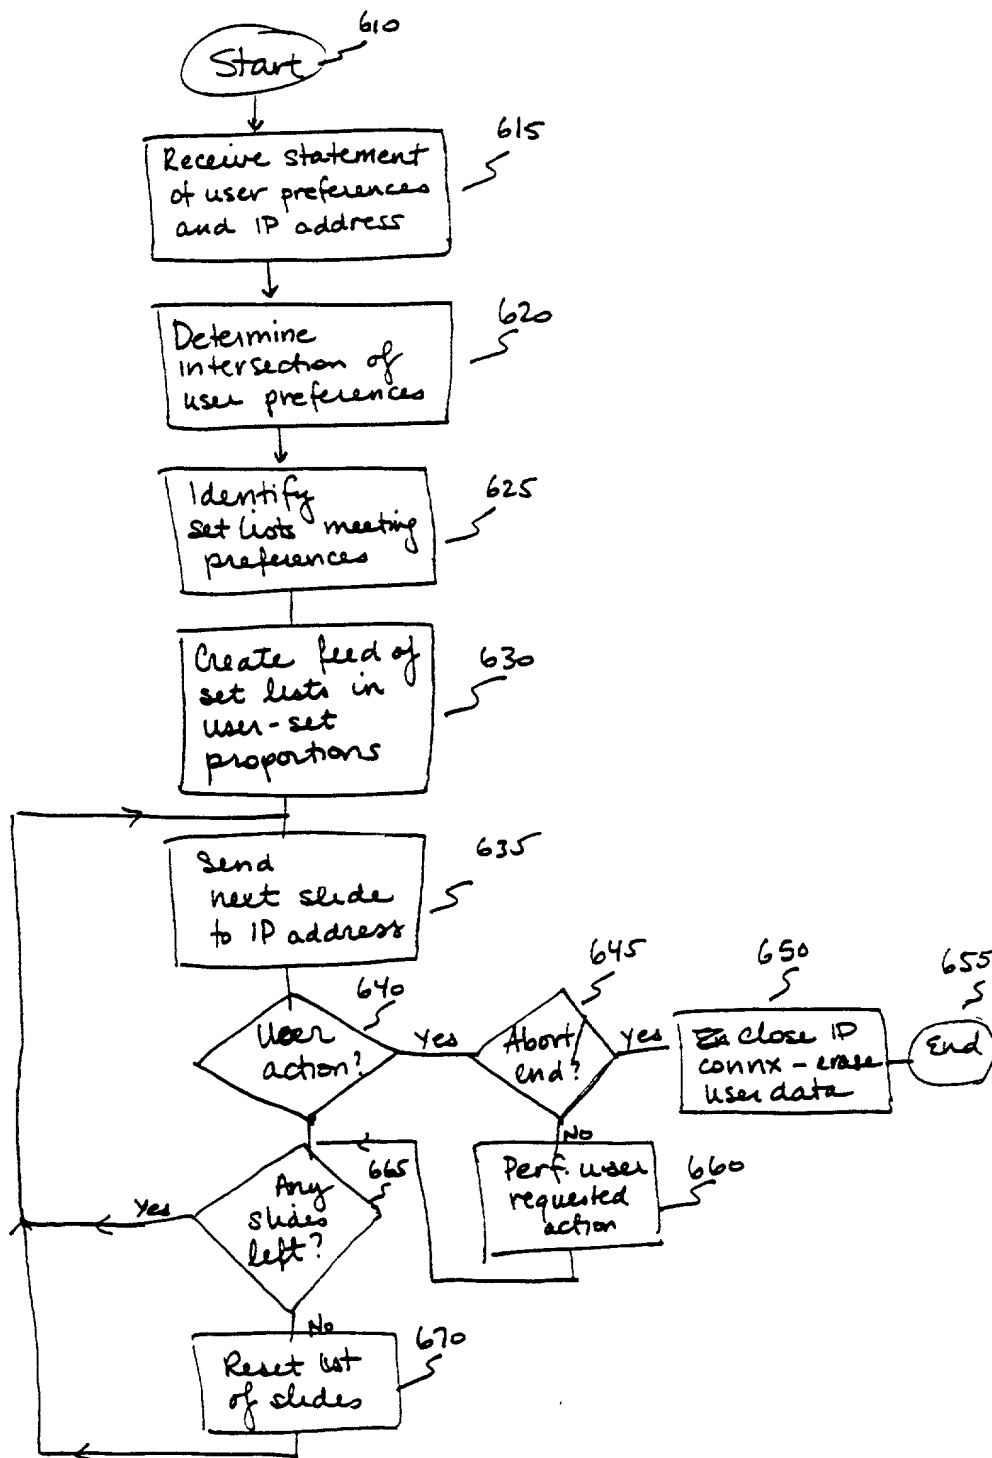 610
Start
615
Receive statement
of user preferences
and IP address
620
Determine
intersection of
user preferences
625
Identify
set lists meeting
preferences
630
Create feed of
set lists in
user-set
proportions
635
Send
next slide
to IP address
640
User
action?
Yes
645
Abort
end?
Yes
650
close IP
connx - erase
user data
655
End
No
Perf. user
requested
action
660
665
Any
slides
left?
Yes
No
670
Reset list
of slides